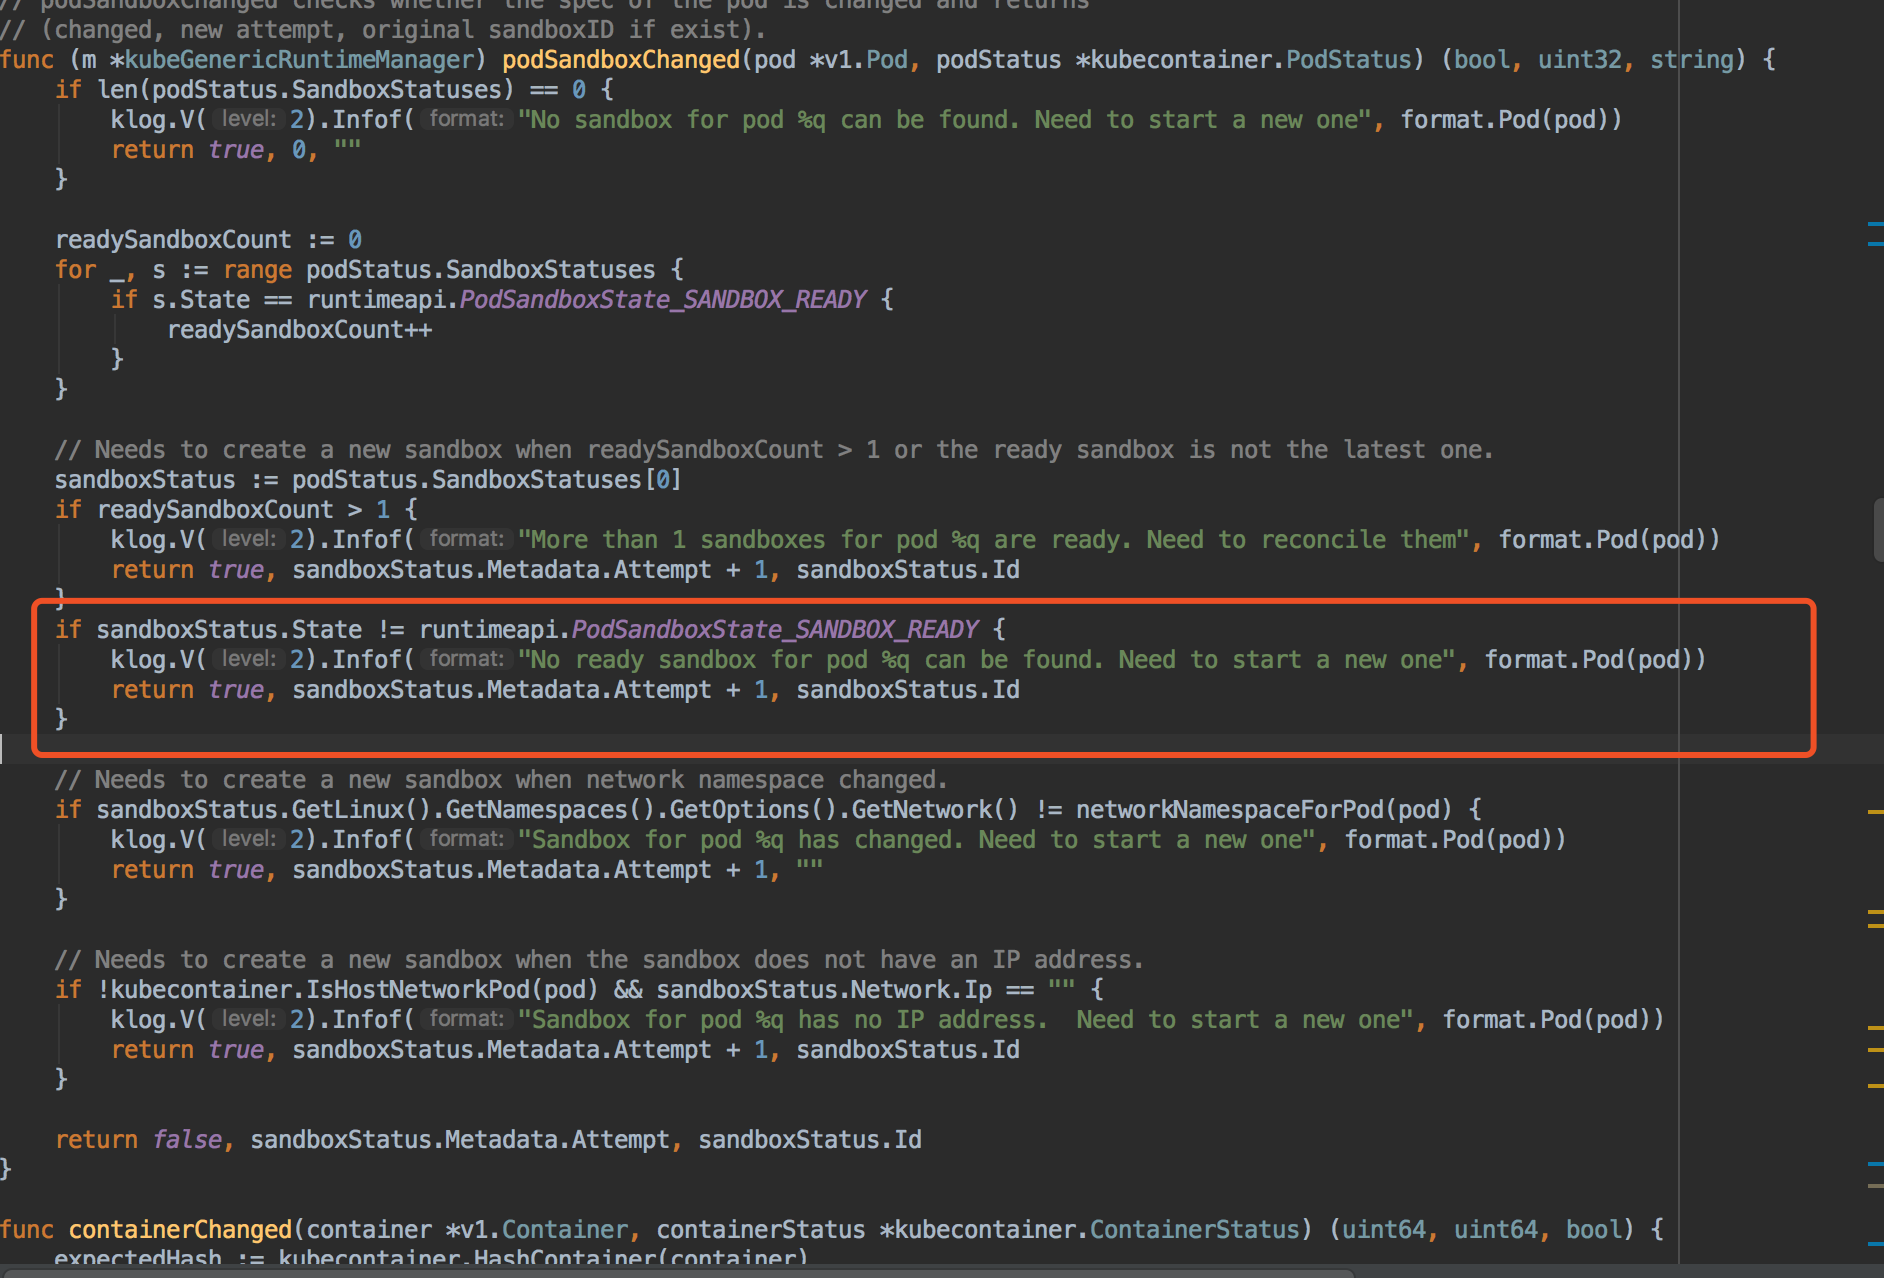 // podSandboxChanged checks whether the spec of the pod is changed and returns
// (changed, new attempt, original sandboxID if exist).
func (m *kubeGenericRuntimeManager) podSandboxChanged(pod *v1.Pod, podStatus *kubecontainer.PodStatus) (bool, uint32, string) {
    if len(podStatus.SandboxStatuses) == 0 {
        klog.V( level: 2).Infof( format: "No sandbox for pod %q can be found. Need to start a new one", format.Pod(pod))
        return true, 0, ""
    }

    readySandboxCount := 0
    for _, s := range podStatus.SandboxStatuses {
        if s.State == runtimeapi.PodSandboxState_SANDBOX_READY {
            readySandboxCount++
        }
    }

    // Needs to create a new sandbox when readySandboxCount > 1 or the ready sandbox is not the latest one.
    sandboxStatus := podStatus.SandboxStatuses[0]
    if readySandboxCount > 1 {
        klog.V( level: 2).Infof( format: "More than 1 sandboxes for pod %q are ready. Need to reconcile them", format.Pod(pod))
        return true, sandboxStatus.Metadata.Attempt + 1, sandboxStatus.Id
    }
    if sandboxStatus.State != runtimeapi.PodSandboxState_SANDBOX_READY {
        klog.V( level: 2).Infof( format: "No ready sandbox for pod %q can be found. Need to start a new one", format.Pod(pod))
        return true, sandboxStatus.Metadata.Attempt + 1, sandboxStatus.Id
    }

    // Needs to create a new sandbox when network namespace changed.
    if sandboxStatus.GetLinux().GetNamespaces().GetOptions().GetNetwork() != networkNamespaceForPod(pod) {
        klog.V( level: 2).Infof( format: "Sandbox for pod %q has changed. Need to start a new one", format.Pod(pod))
        return true, sandboxStatus.Metadata.Attempt + 1, ""
    }

    // Needs to create a new sandbox when the sandbox does not have an IP address.
    if !kubecontainer.IsHostNetworkPod(pod) && sandboxStatus.Network.Ip == "" {
        klog.V( level: 2).Infof( format: "Sandbox for pod %q has no IP address.  Need to start a new one", format.Pod(pod))
        return true, sandboxStatus.Metadata.Attempt + 1, sandboxStatus.Id
    }

    return false, sandboxStatus.Metadata.Attempt, sandboxStatus.Id
}

func containerChanged(container *v1.Container, containerStatus *kubecontainer.ContainerStatus) (uint64, uint64, bool) {
    expectedHash := kubecontainer.HashContainer(container)